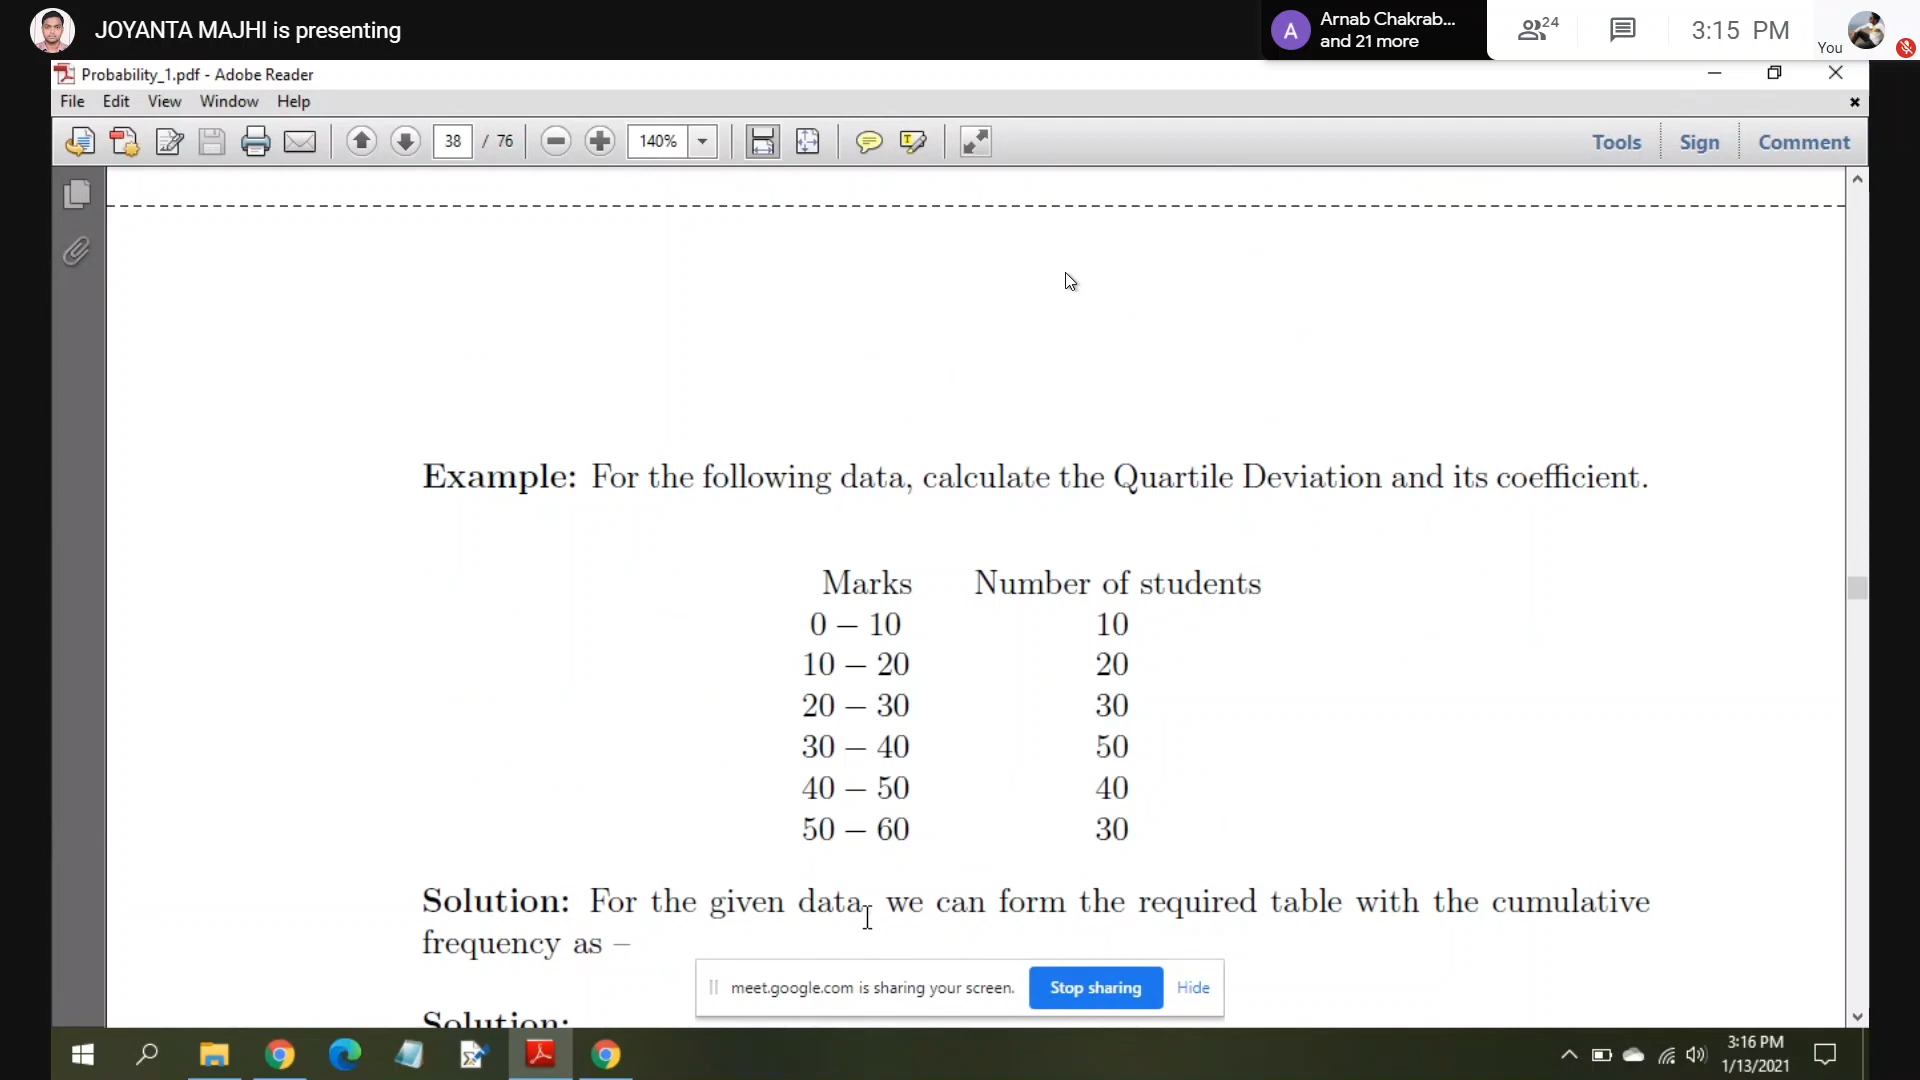 JOYANTA MAJHI is presenting
A
Arnab Chakrab...
and 21 more
24
3:15 PM
You
Probability_1.pdf - Adobe Reader
File Edit View Window Help
38 / 76
140%
Tools Sign Comment
Example: For the following data, calculate the Quartile Deviation and its coefficient.
Marks Number of students
0 – 10 10
10 – 20 20
20 – 30 30
30 – 40 50
40 – 50 40
50 – 60 30
Solution: For the given data, we can form the required table with the cumulative
frequency as –
meet.google.com is sharing your screen. Stop sharing Hide
Solution:
3:16 PM
1/13/2021